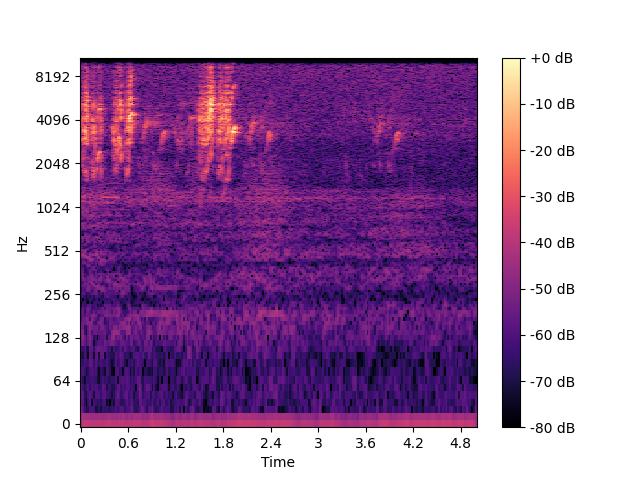 Hz
8192
4096
2048
1024
512
256
128
64
0
0 0.6 1.2 1.8 2.4 3 3.6 4.2 4.8
Time
+0 dB
-10 dB
-20 dB
-30 dB
-40 dB
-50 dB
-60 dB
-70 dB
-80 dB